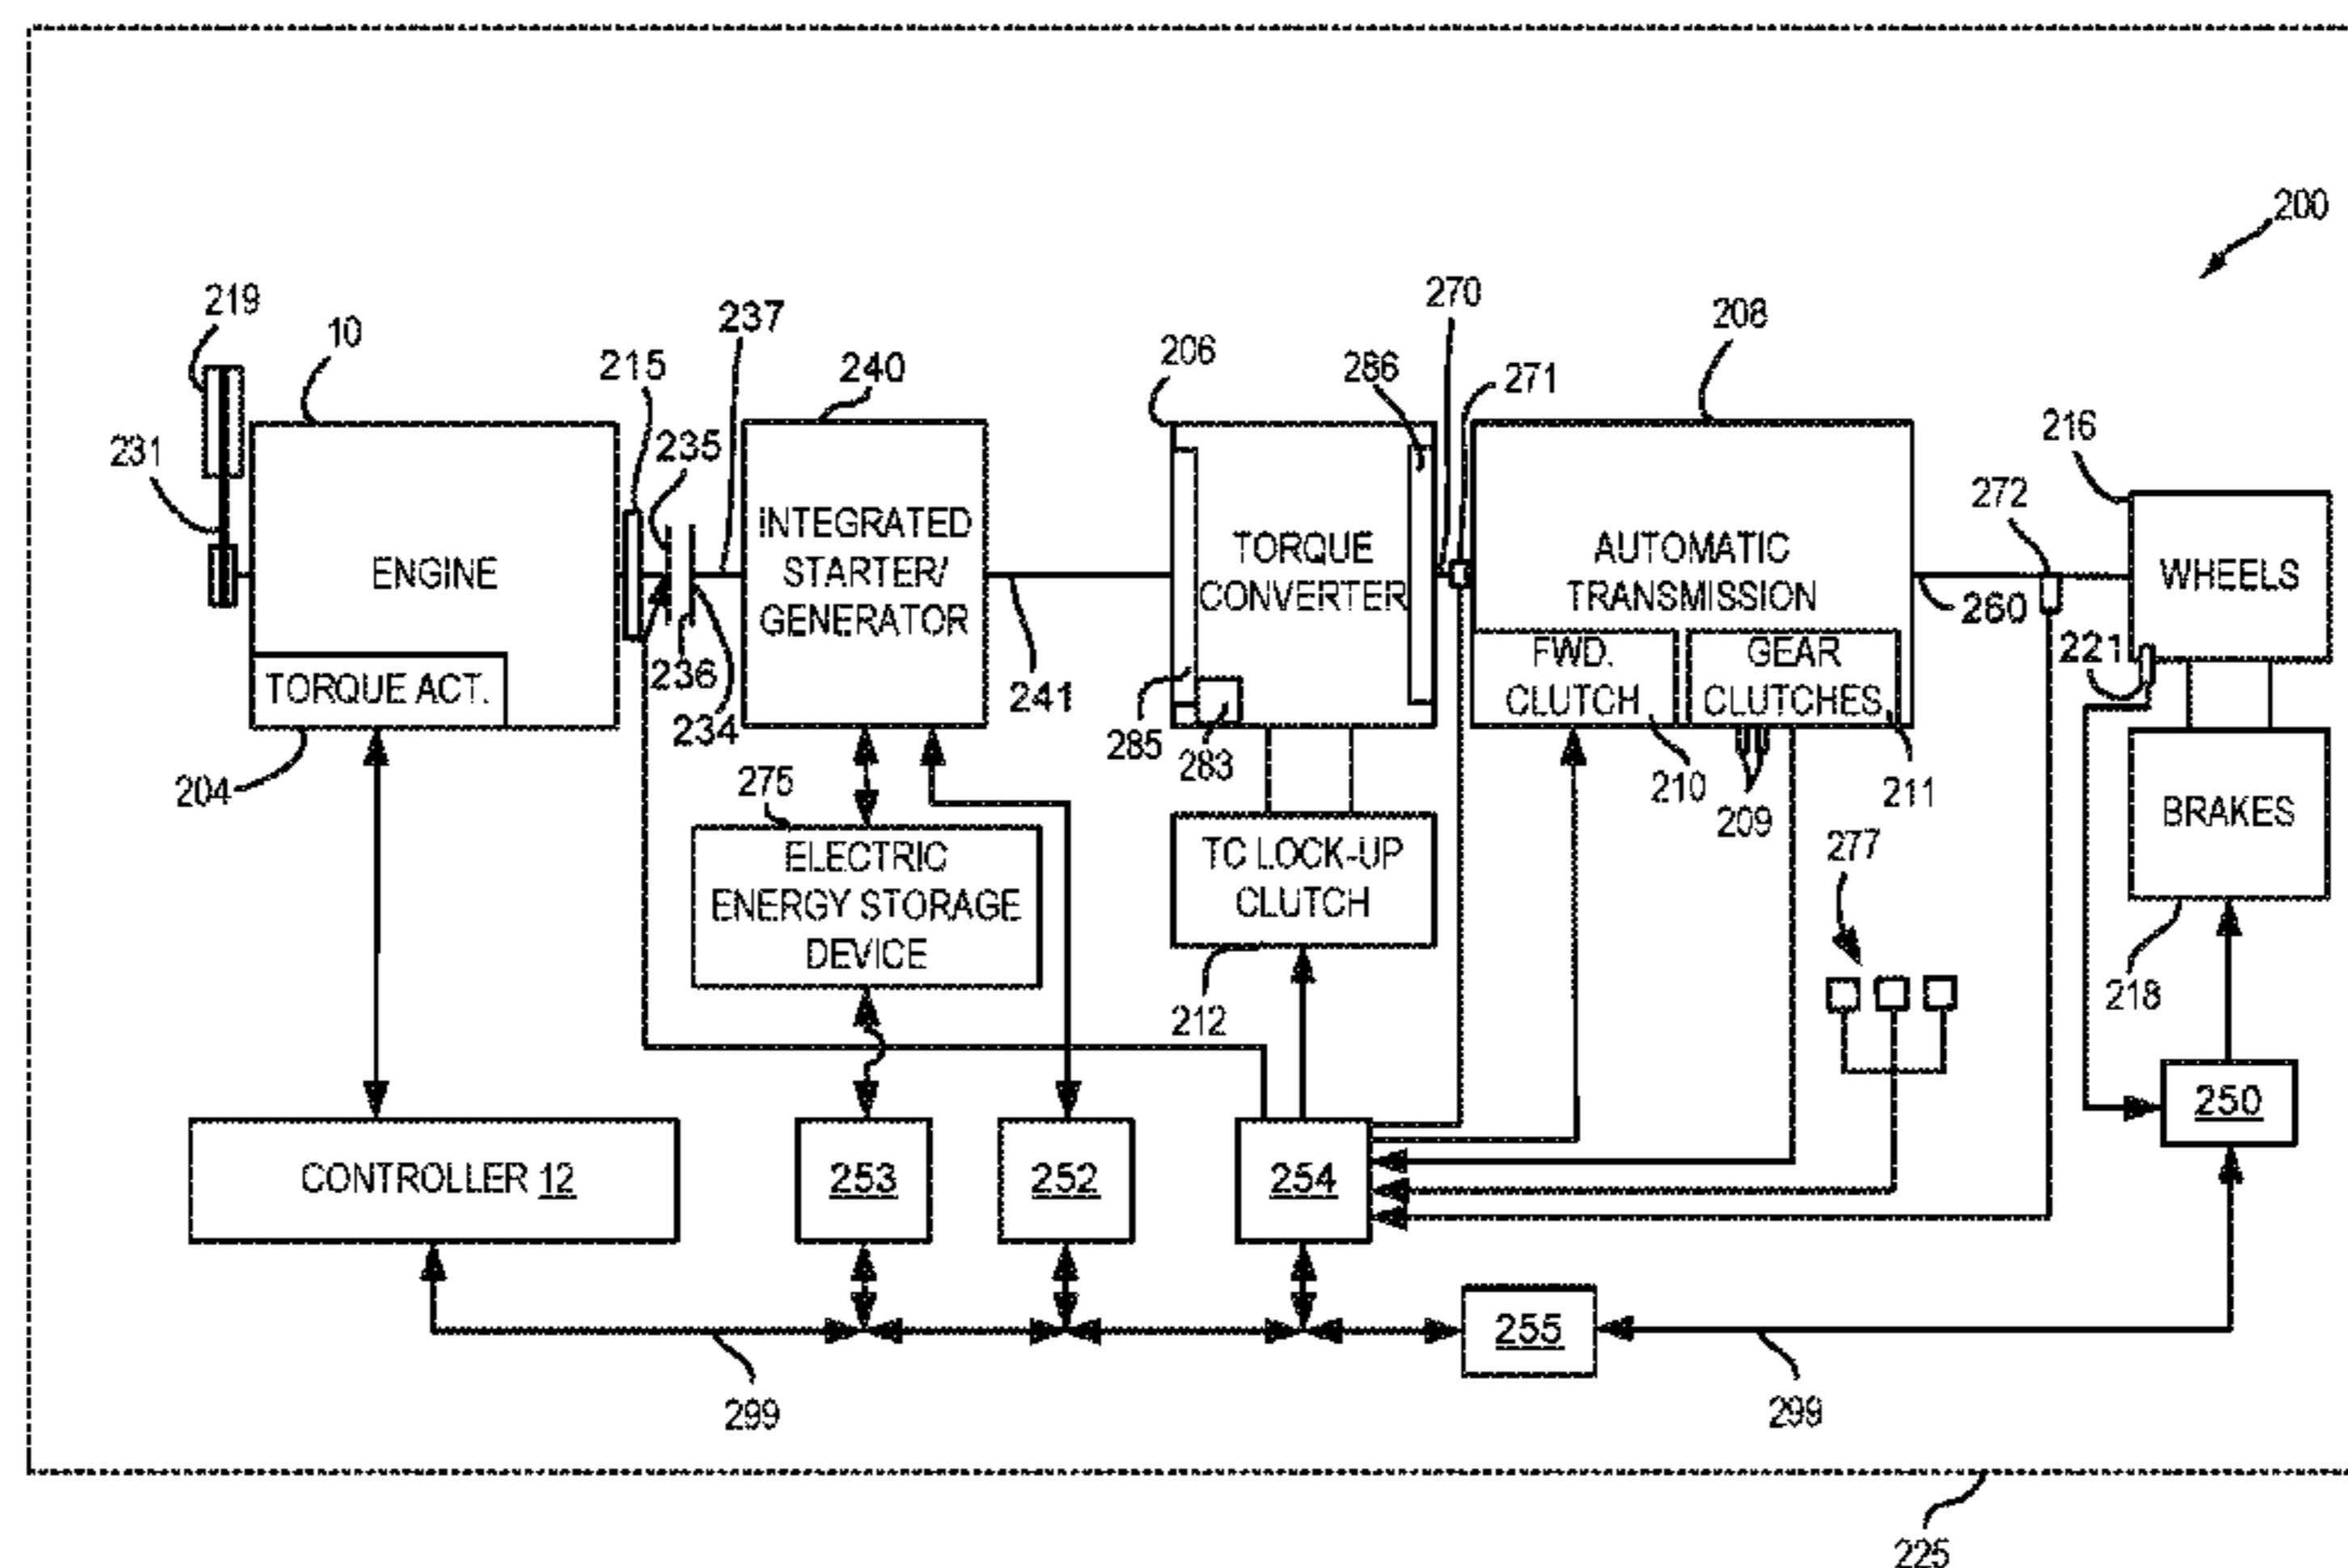 200
219
10
237
270
208
215
240
206
286
271
216
231
235
272
ENGINE
INTEGRATED
STARTER/
GENERATOR
TORQUE
CONVERTER
AUTOMATIC
TRANSMISSION
WHEELS
260
TORQUE ACT.
236
234
241
285
283
FWD.
CLUTCH
GEAR
CLUTCHES
221
204
275
210
209
211
ELECTRIC
ENERGY STORAGE
DEVICE
TC LOCK-UP
CLUTCH
277
BRAKES
212
218
250
CONTROLLER 12
253
252
254
255
299
299
225